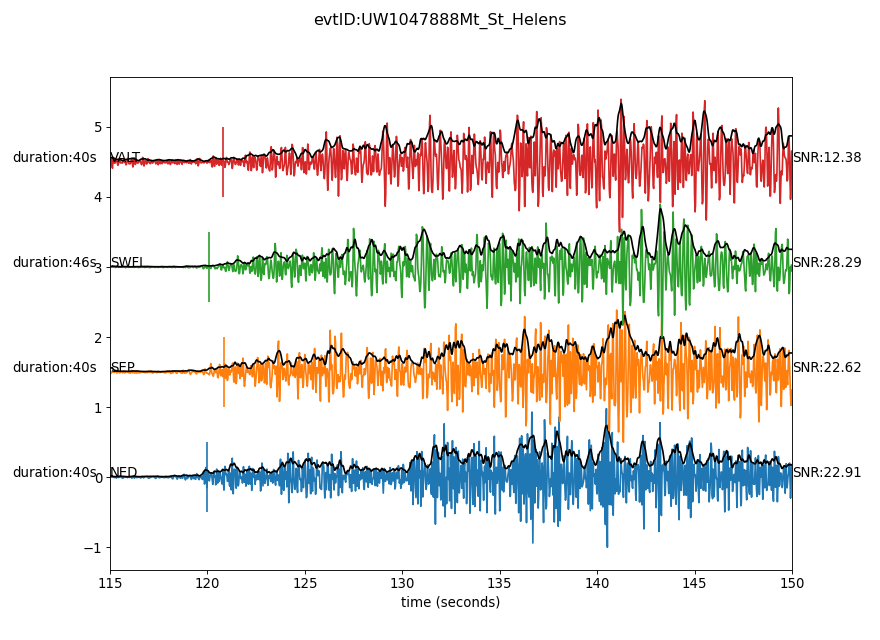 evtID:UW1047888Mt_St_Helens
5
duration:40s VALT SNR:12.38
4
duration:46s SWFL SNR:28.29
3
2
duration:40s SEP SNR:22.62
1
duration:40s NED SNR:22.91
0
−1
115 120 125 130 135 140 145 150
time (seconds)